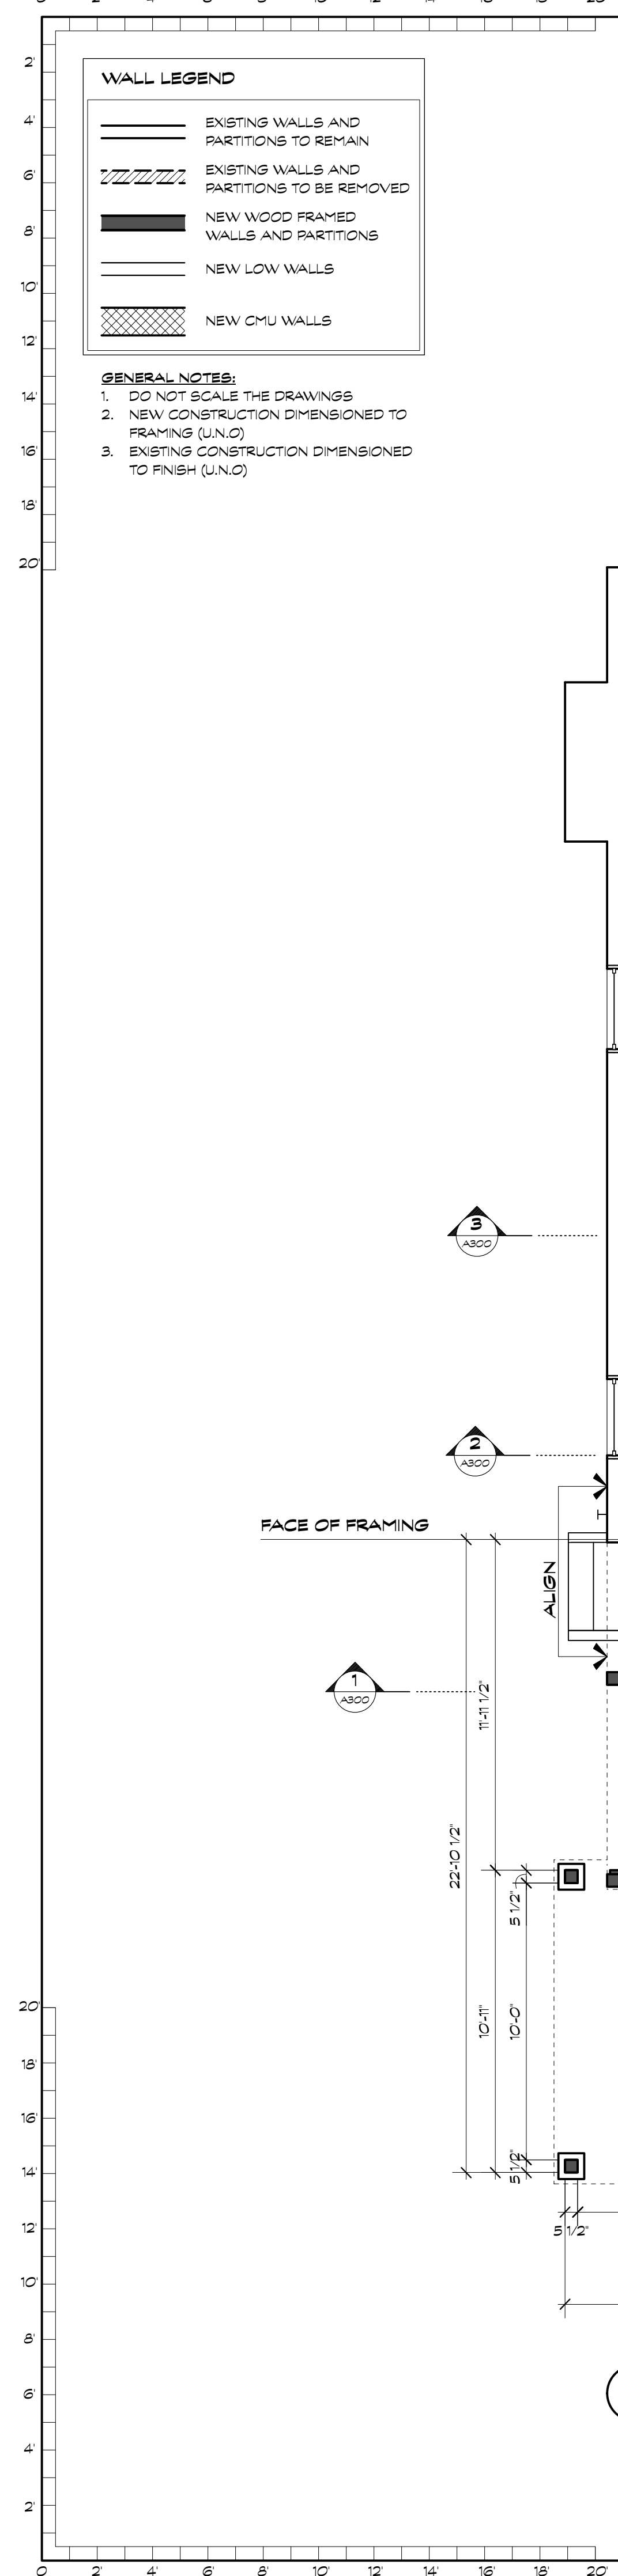 WALL LEGEND
EXISTING WALLS AND
PARTITIONS TO REMAIN
EXISTING WALLS AND
PARTITIONS TO BE REMOVED
NEW WOOD FRAMED
WALLS AND PARTITIONS
NEW LOW WALLS
NEW CMU WALLS
GENERAL NOTES:
1. DO NOT SCALE THE DRAWINGS
2. NEW CONSTRUCTION DIMENSIONED TO
FRAMING (U.N.O)
3. EXISTING CONSTRUCTION DIMENSIONED
TO FINISH (U.N.O)
2'
4'
6'
8'
10'
12'
14'
16'
18'
20'
3
A300
2
A300
FACE OF FRAMING
ALIGN
1
A300
11'-11 1/2"
22'-10 1/2"
5 1/2"
10'-11"
10'-0"
5 1/2"
5 1/2"
20'
18'
16'
14'
12'
10'
8'
6'
4'
2'
0 2' 4' 6' 8' 10' 12' 14' 16' 18' 20'